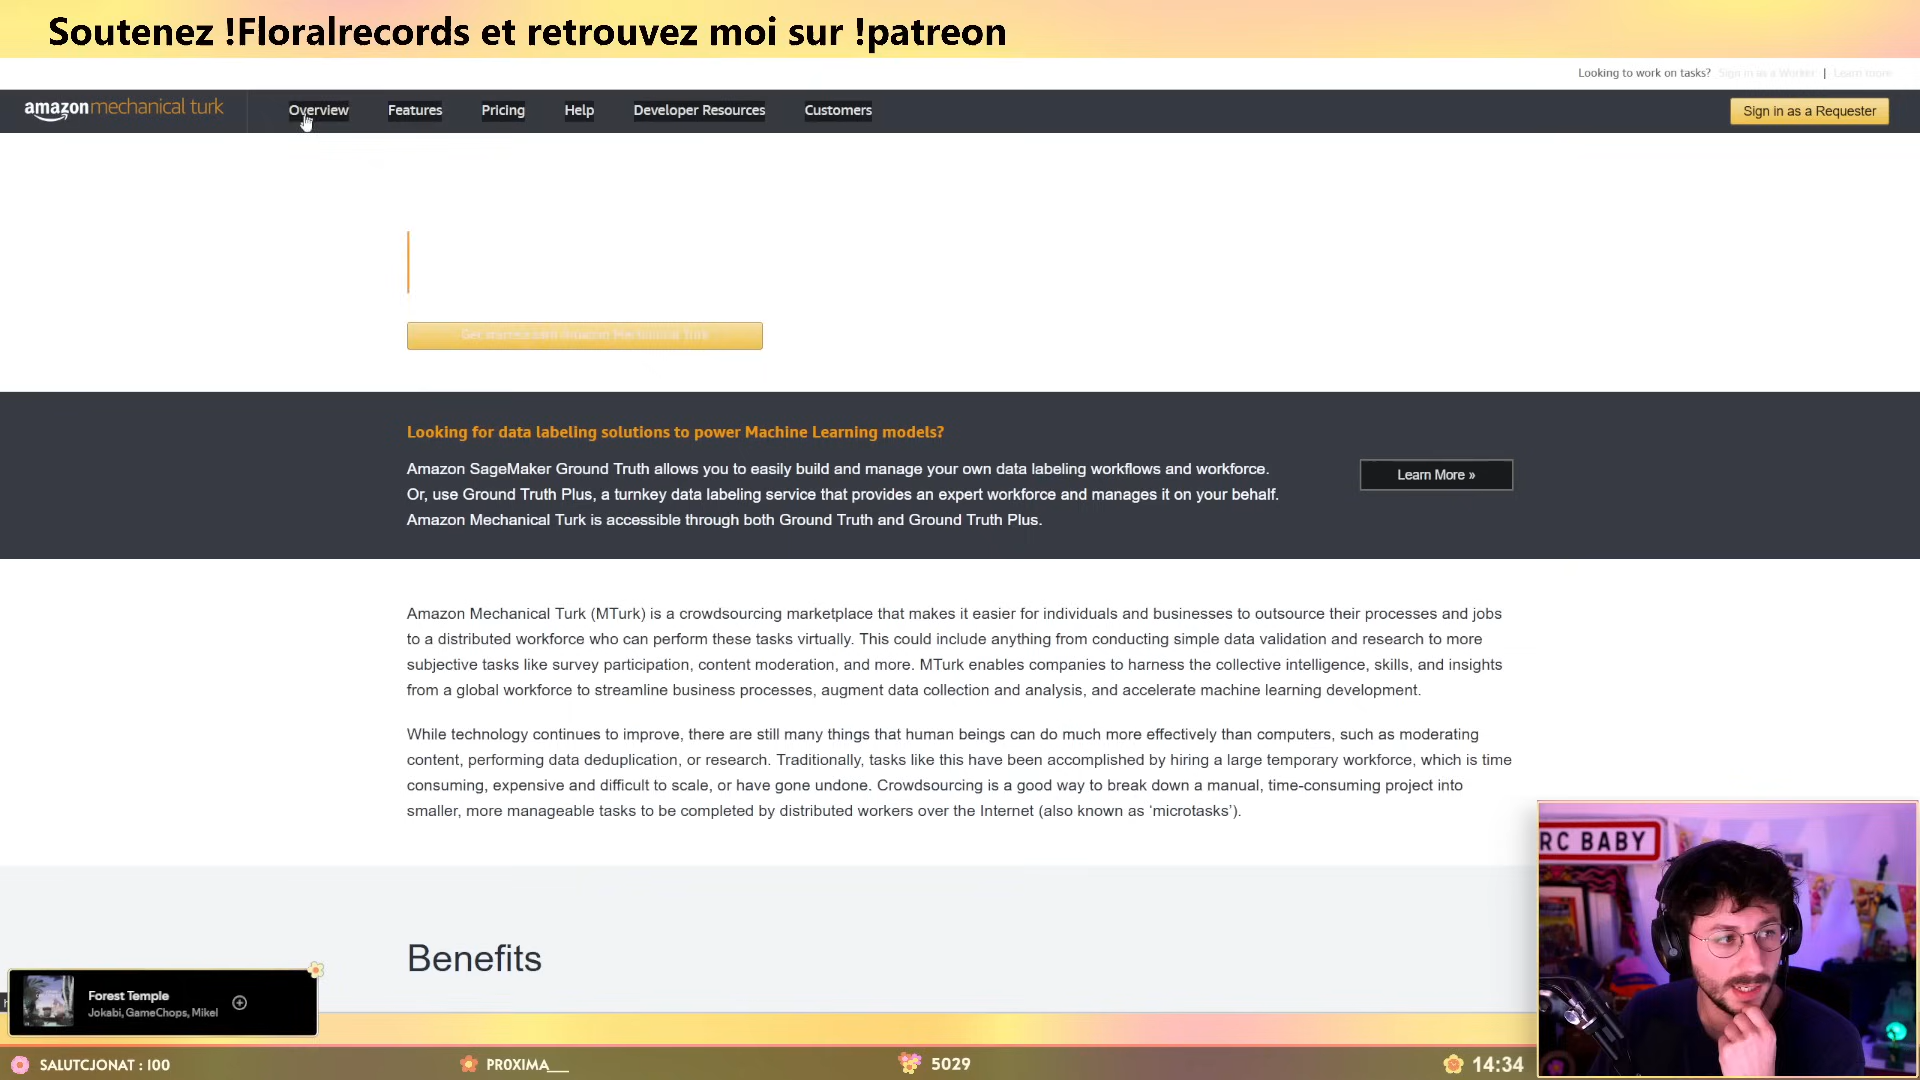 Soutenez !Floralrecords et retrouvez moi sur !patreon
Looking to work on tasks? Sign in as a Worker | Learn more
amazon mechanical turk
Overview Features Pricing Help Developer Resources Customers
Sign in as a Requester
Get started with Amazon Mechanical Turk
Looking for data labeling solutions to power Machine Learning models?
Amazon SageMaker Ground Truth allows you to easily build and manage your own data labeling workflows and workforce.
Or, use Ground Truth Plus, a turnkey data labeling service that provides an expert workforce and manages it on your behalf.
Amazon Mechanical Turk is accessible through both Ground Truth and Ground Truth Plus.
Learn More »
Amazon Mechanical Turk (MTurk) is a crowdsourcing marketplace that makes it easier for individuals and businesses to outsource their processes and jobs
to a distributed workforce who can perform these tasks virtually. This could include anything from conducting simple data validation and research to more
subjective tasks like survey participation, content moderation, and more. MTurk enables companies to harness the collective intelligence, skills, and insights
from a global workforce to streamline business processes, augment data collection and analysis, and accelerate machine learning development.
While technology continues to improve, there are still many things that human beings can do much more effectively than computers, such as moderating
content, performing data deduplication, or research. Traditionally, tasks like this have been accomplished by hiring a large temporary workforce, which is time
consuming, expensive and difficult to scale, or have gone undone. Crowdsourcing is a good way to break down a manual, time-consuming project into
smaller, more manageable tasks to be completed by distributed workers over the Internet (also known as ‘microtasks’).
Benefits
RC BABY
Forest Temple
Jokabi, GameChops, Mikel
SALUTCJONAT : 100
PR0XIMA__
5029
14:34